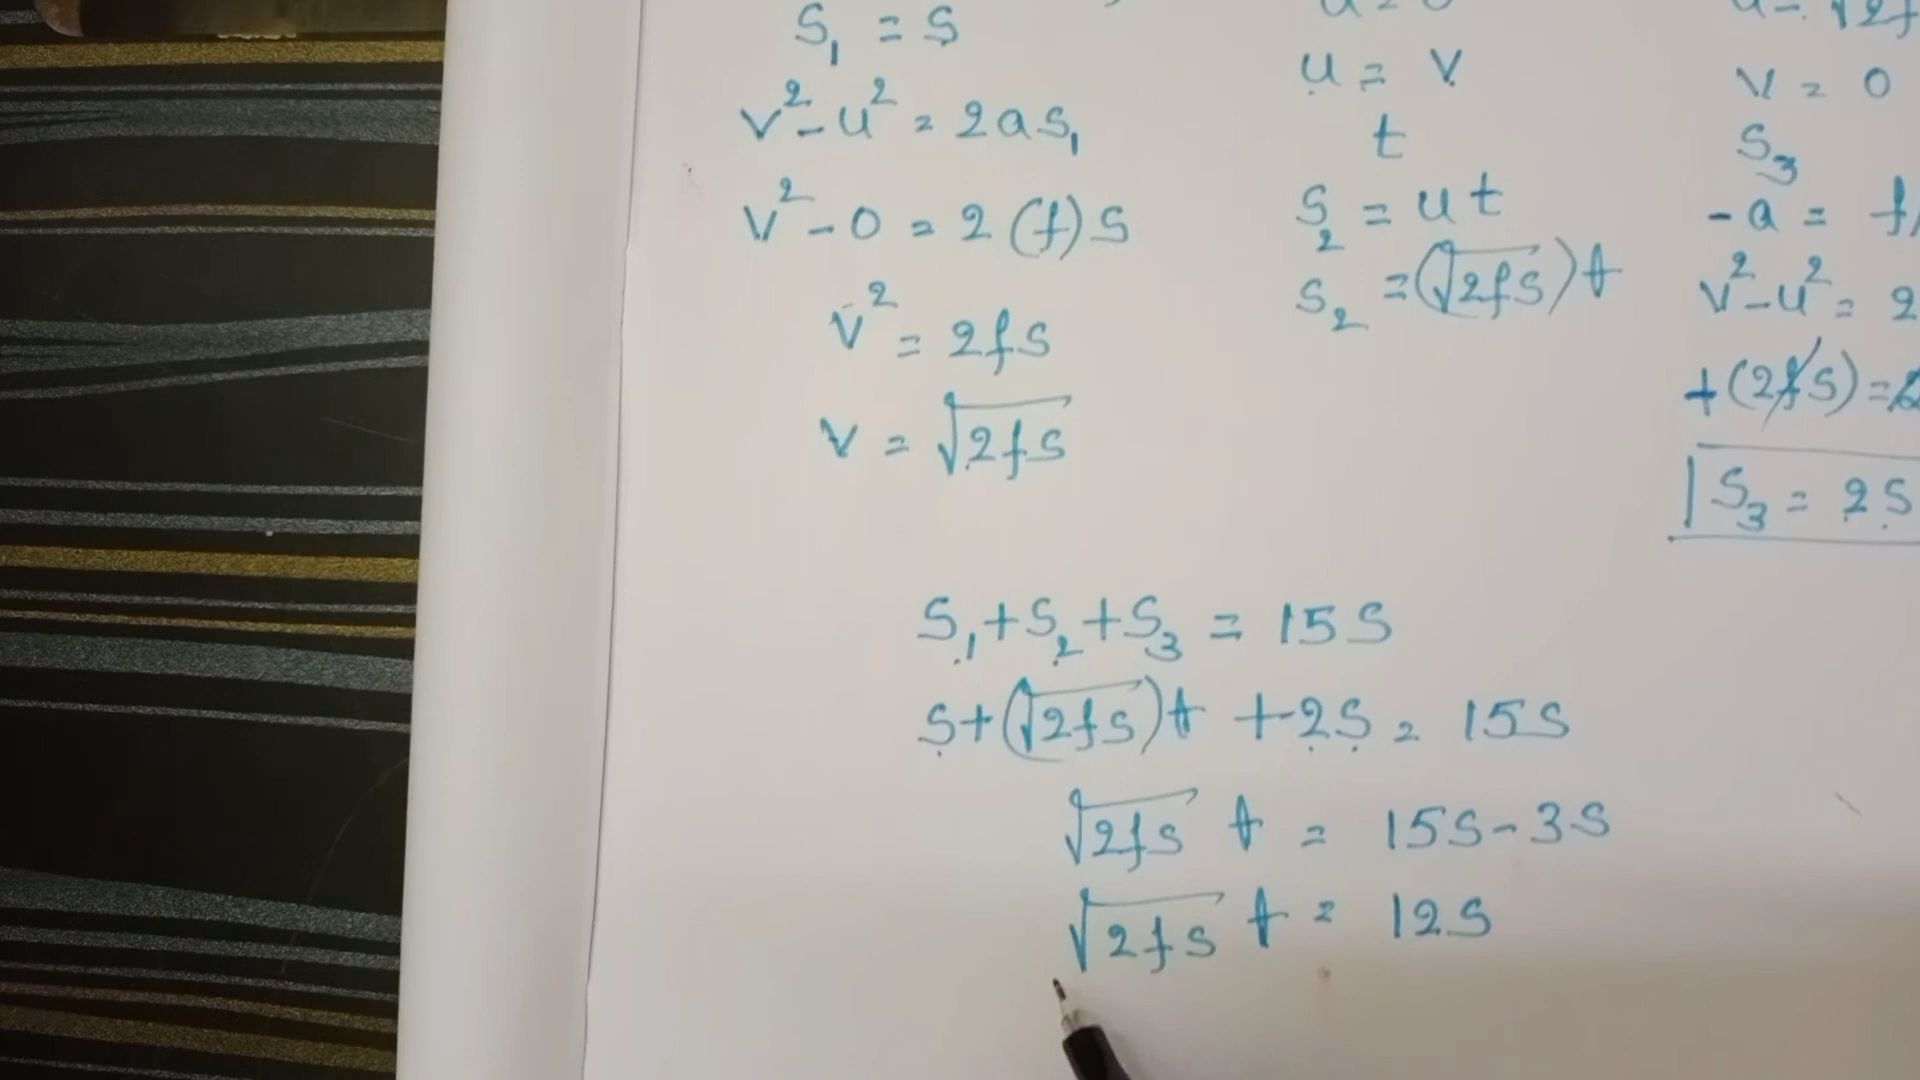 S₁ = S
v² - u² = 2as₁
v² - 0 = 2(f)S
v² = 2fs
v = √2fs
u = v
t
S₂ = ut
S₂ = (√2fs)t
v = 0
S₃
-a = f/
v² - u² = 2
+(2fs) =
S₃ = 2S
S₁ + S₂ + S₃ = 15S
S + (√2fs)t + 2S = 15S
√2fs t = 15S - 3S
√2fs t = 12S